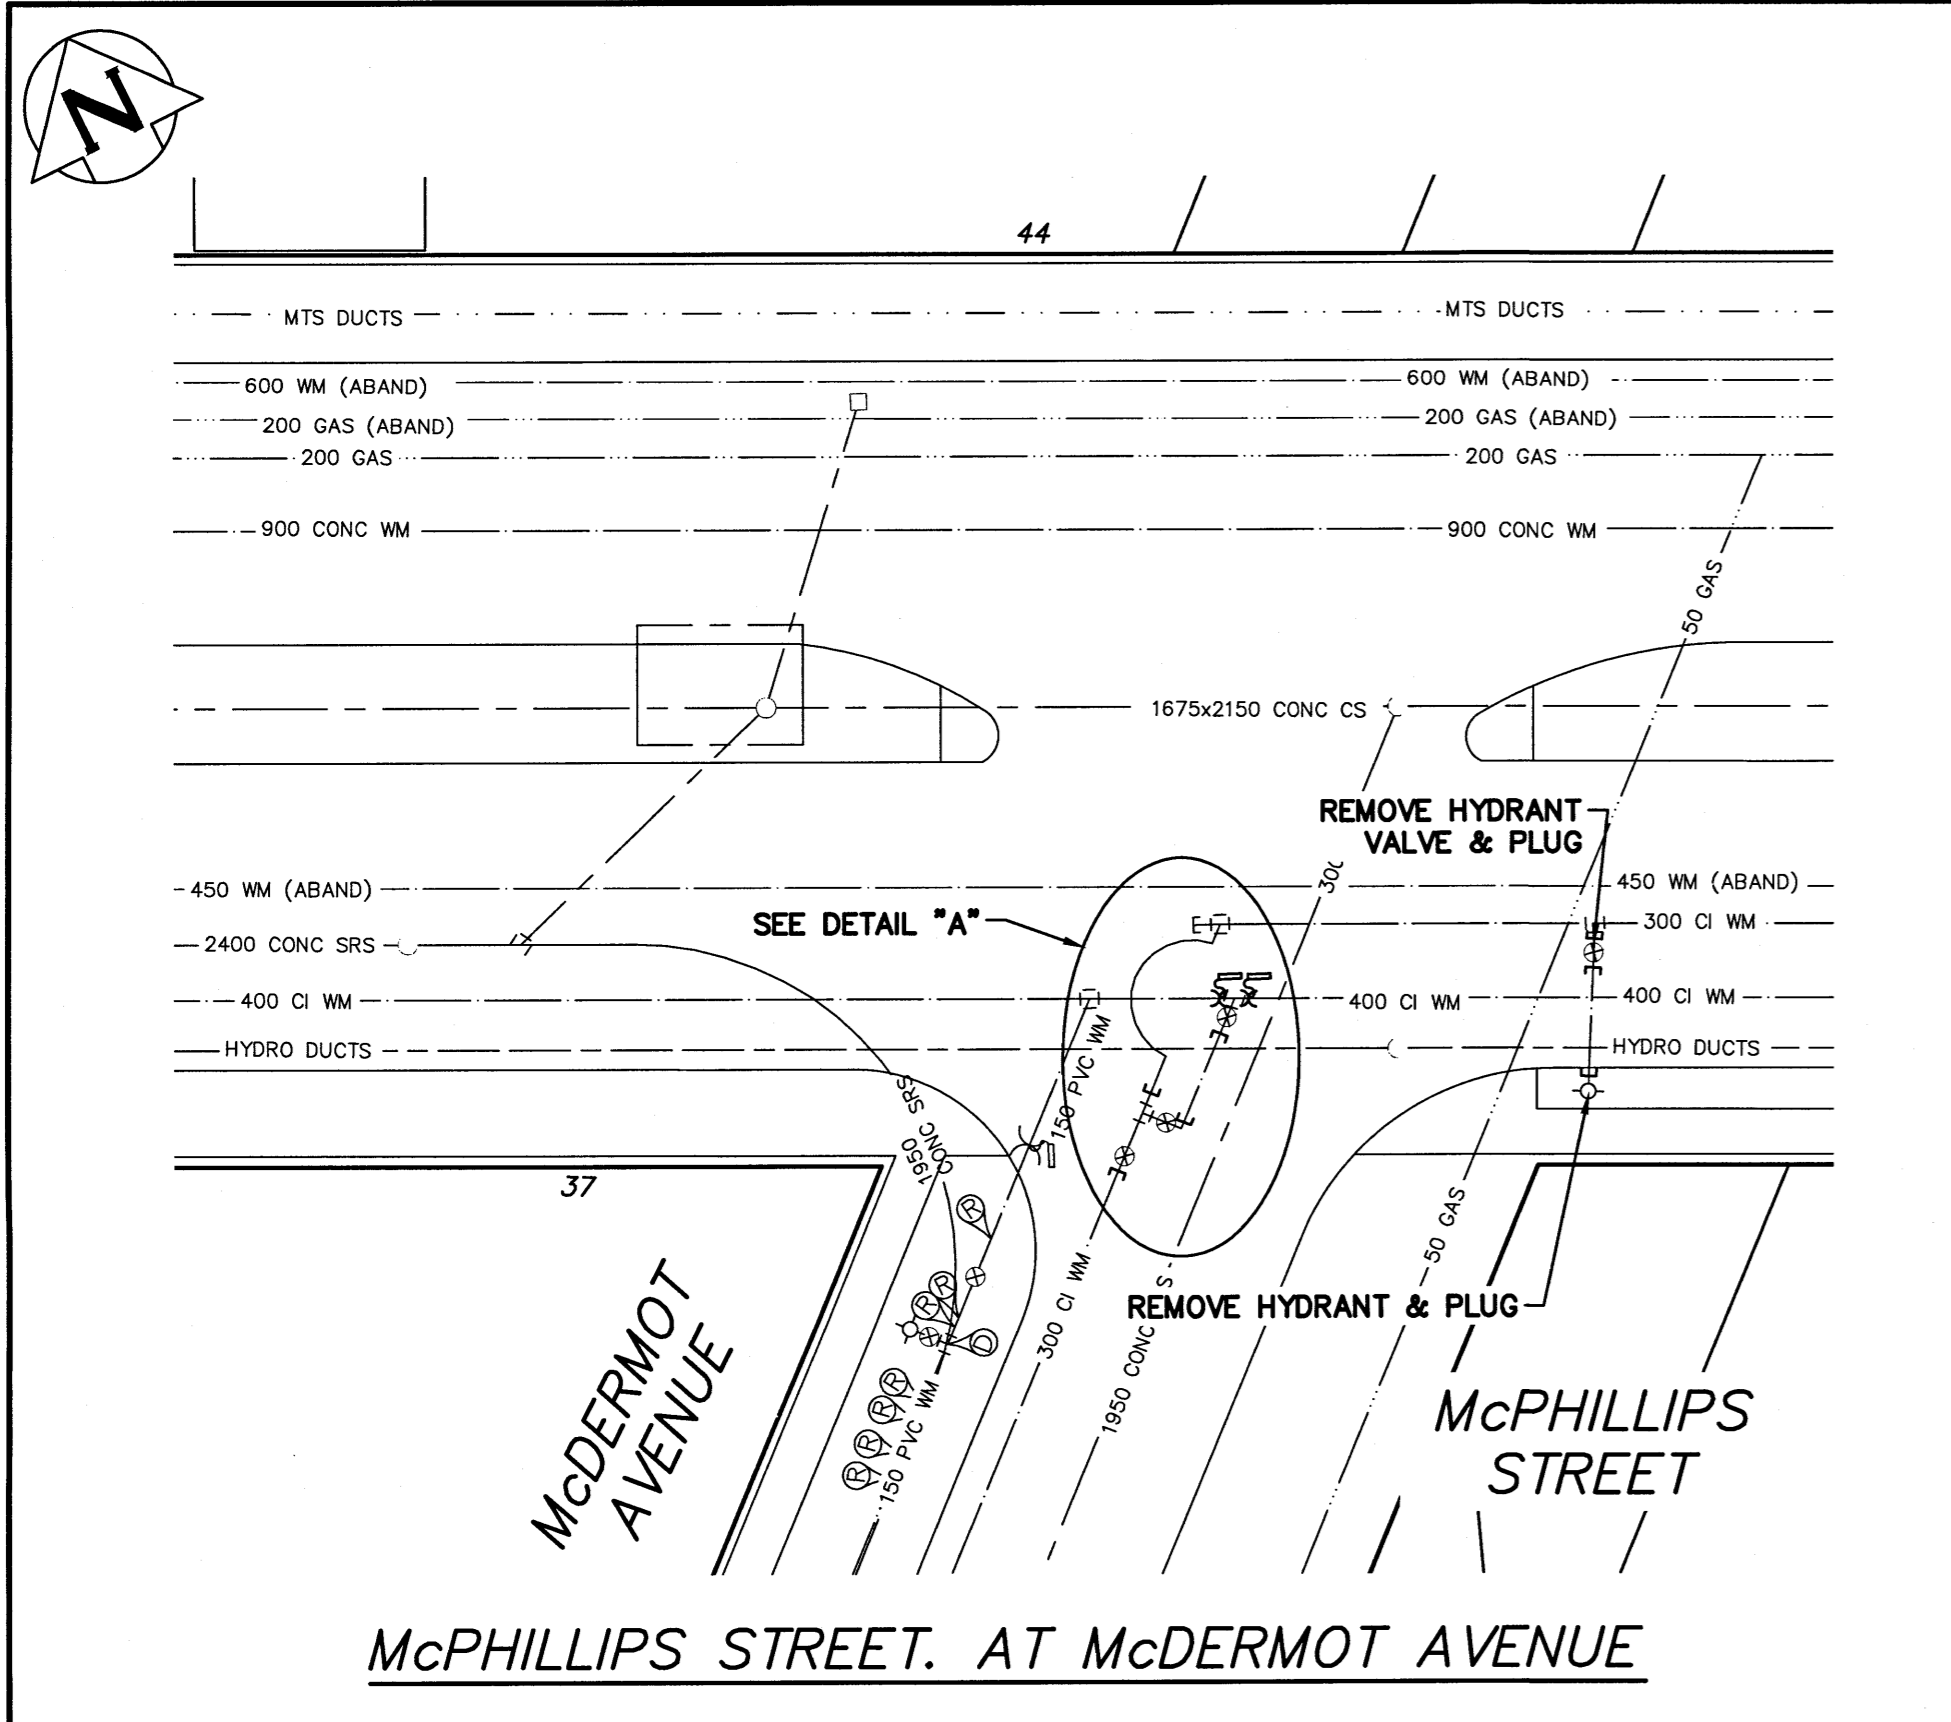 N
44
MTS DUCTS
MTS DUCTS
600 WM (ABAND)
600 WM (ABAND)
200 GAS (ABAND)
200 GAS (ABAND)
200 GAS
200 GAS
900 CONC WM
900 CONC WM
50 GAS
1675x2150 CONC CS
REMOVE HYDRANT
VALVE & PLUG
300
450 WM (ABAND)
450 WM (ABAND)
SEE DETAIL "A"
300 CI WM
2400 CONC SRS
400 CI WM
400 CI WM
400 CI WM
HYDRO DUCTS
HYDRO DUCTS
150 PVC WM
1950
CONC SRS
37
R
50 GAS
R
R
D
300 CI WM
1950 CONC S
REMOVE HYDRANT & PLUG
R
R
R
R
150 PVC WM
McDERMOT
AVENUE
McPHILLIPS
STREET
McPHILLIPS STREET. AT McDERMOT AVENUE